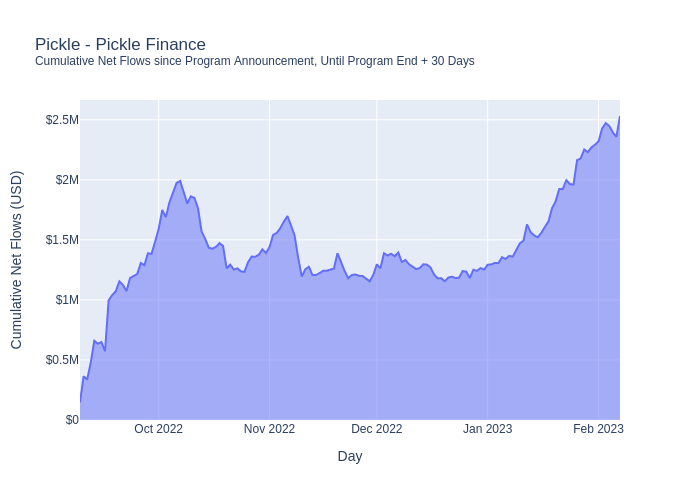 Pickle - Pickle Finance
Cumulative Net Flows since Program Announcement, Until Program End + 30 Days
Cumulative Net Flows (USD)
$2.5M
$2M
$1.5M
$1M
$0.5M
$0
Oct 2022
Nov 2022
Dec 2022
Jan 2023
Feb 2023
Day